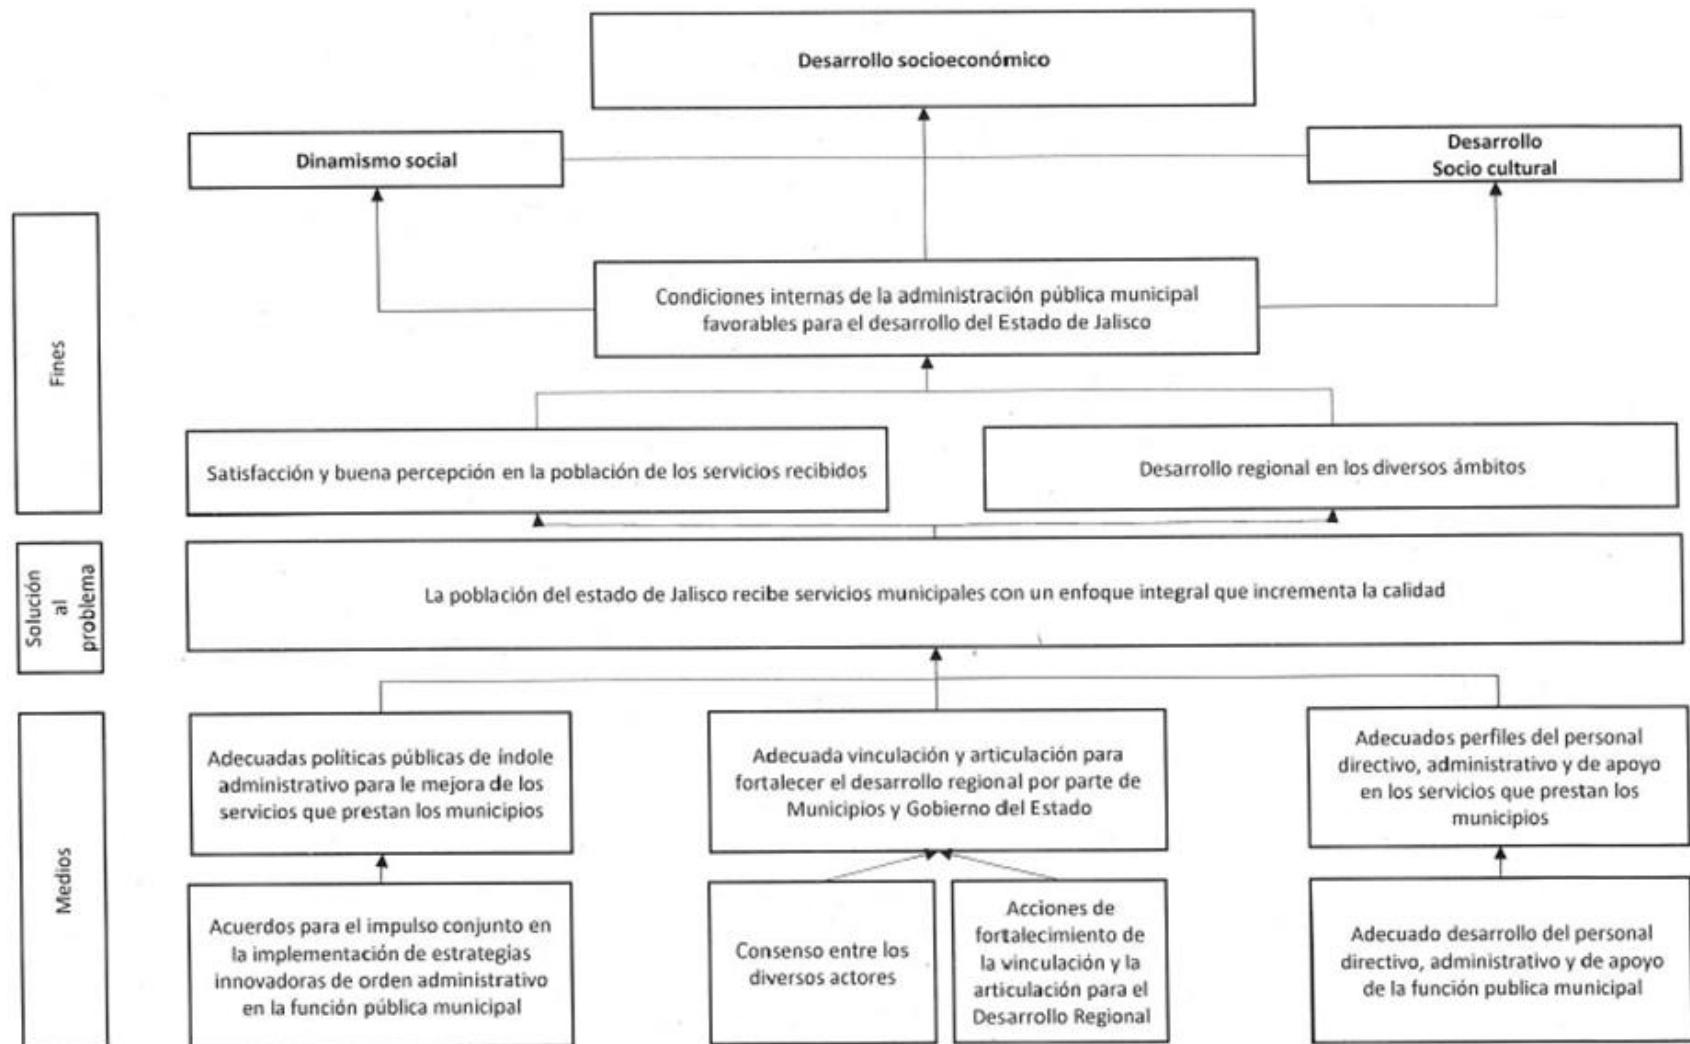 Desarrollo socioeconómico
Dinamismo social
Desarrollo
Socio cultural
Fines
Condiciones internas de la administración pública municipal
favorables para el desarrollo del Estado de Jalisco
Satisfacción y buena percepción en la población de los servicios recibidos
Desarrollo regional en los diversos ámbitos
Solución
al
problema
La población del estado de Jalisco recibe servicios municipales con un enfoque integral que incrementa la calidad
Medios
Adecuadas políticas públicas de índole
administrativo para le mejora de los
servicios que prestan los municipios
Adecuada vinculación y articulación para
fortalecer el desarrollo regional por parte de
Municipios y Gobierno del Estado
Adecuados perfiles del personal
directivo, administrativo y de apoyo
en los servicios que prestan los
municipios
Acuerdos para el impulso conjunto en
la implementación de estrategias
innovadoras de orden administrativo
en la función pública municipal
Consenso entre los
diversos actores
Acciones de
fortalecimiento de
la vinculación y la
articulación para el
Desarrollo Regional
Adecuado desarrollo del personal
directivo, administrativo y de apoyo
de la función publica municipal